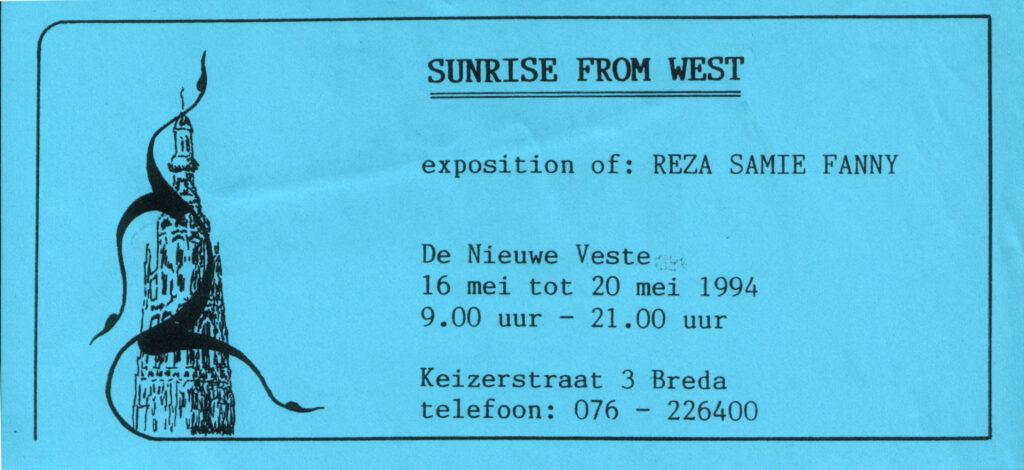 SUNRISE FROM WEST
exposition of: REZA SAMIE FANNY
De Nieuwe Veste
16 mei tot 20 mei 1994
9.00 uur - 21.00 uur
Keizerstraat 3 Breda
telefoon: 076 - 226400